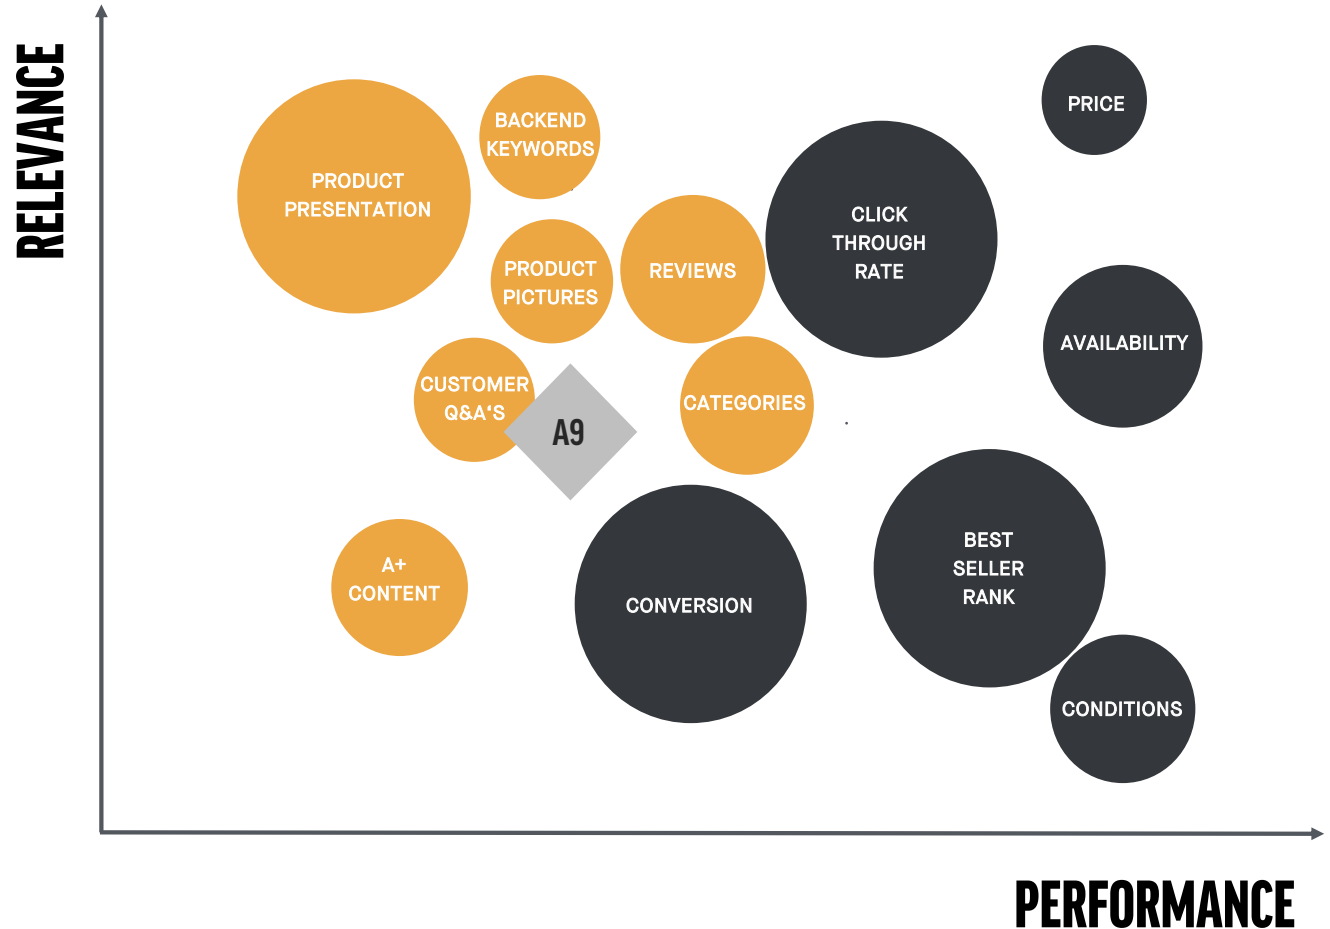 RELEVANCE
PRICE
BACKEND
KEYWORDS
PRODUCT
PRESENTATION
CLICK
THROUGH
RATE
PRODUCT
PICTURES
REVIEWS
AVAILABILITY
CUSTOMER
Q&A‘S
A9
CATEGORIES
A+
CONTENT
CONVERSION
BEST
SELLER
RANK
CONDITIONS
PERFORMANCE